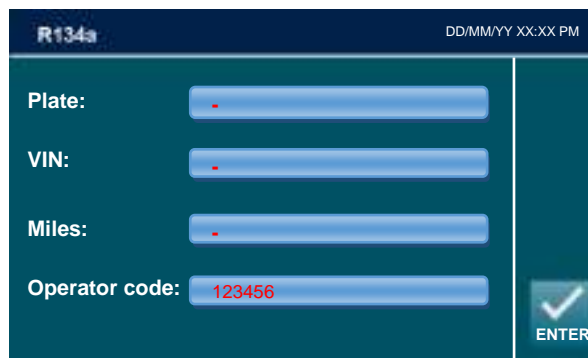 R134a DD/MM/YY XX:XX PM
Plate: -
VIN: -
Miles: -
Operator code: 123456
ENTER